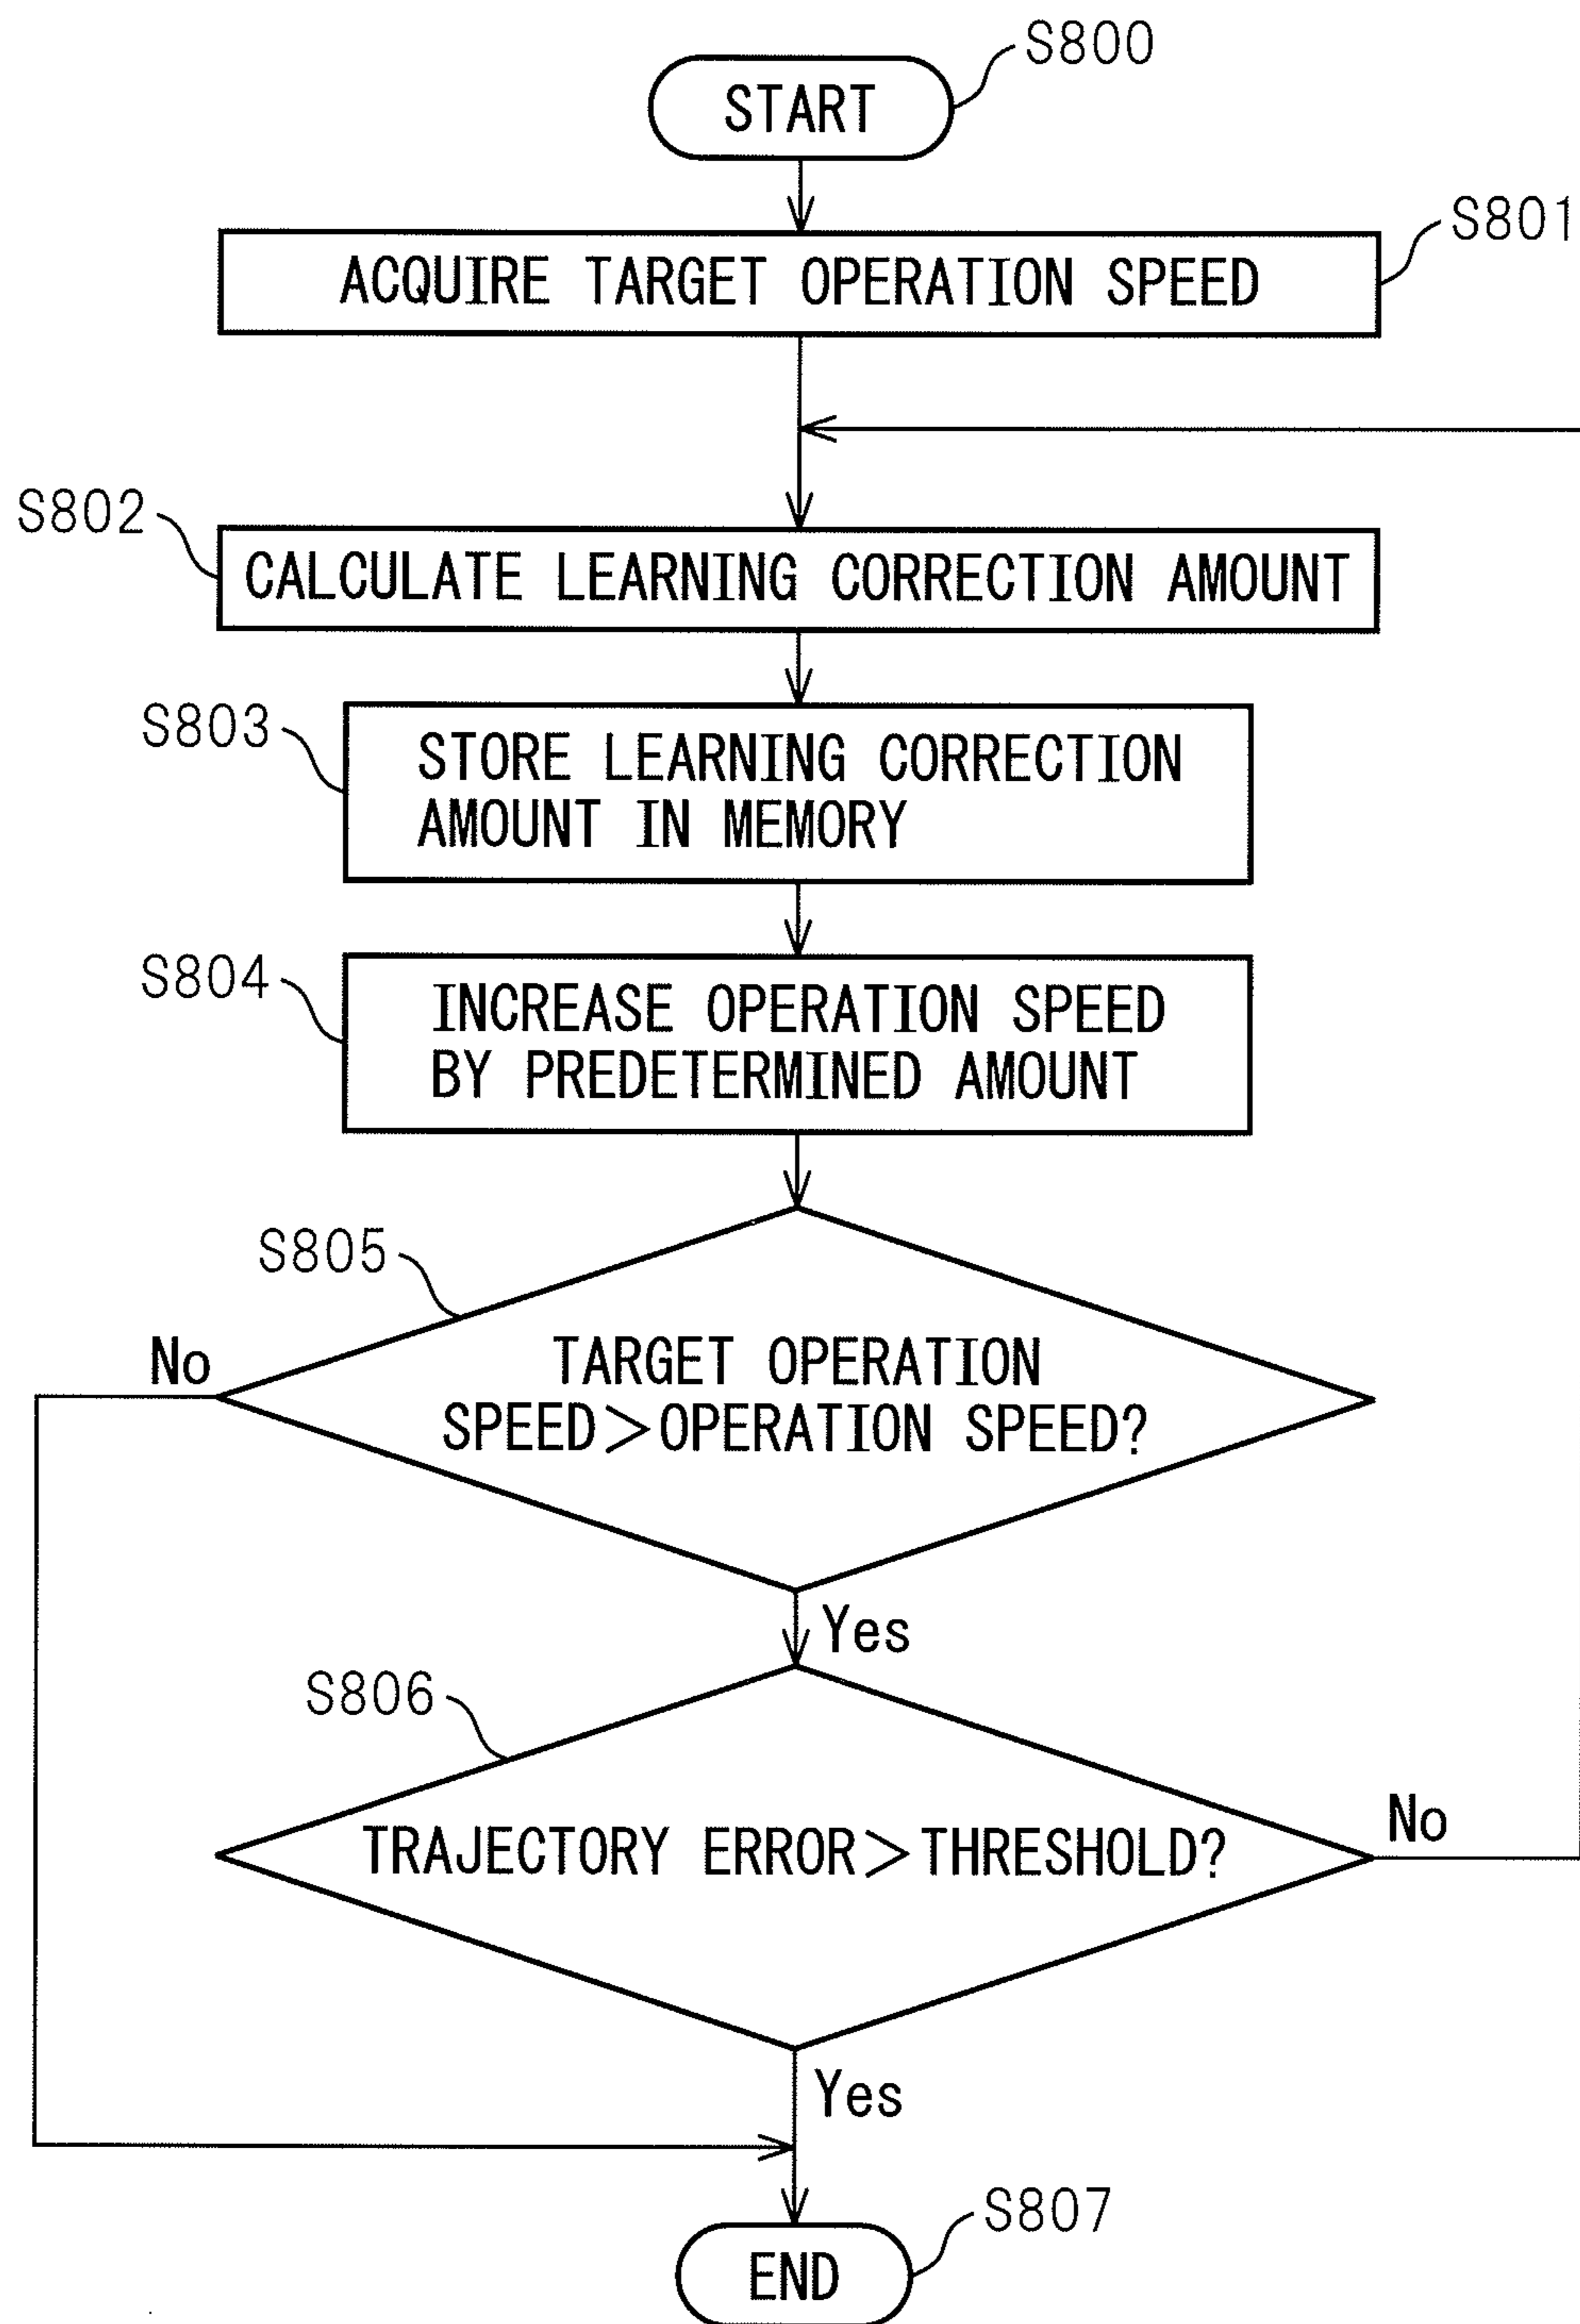 S800
START
S801
ACQUIRE TARGET OPERATION SPEED
S802
CALCULATE LEARNING CORRECTION AMOUNT
S803
STORE LEARNING CORRECTION
AMOUNT IN MEMORY
S804
INCREASE OPERATION SPEED
BY PREDETERMINED AMOUNT
S805
No
TARGET OPERATION
SPEED>OPERATION SPEED?
Yes
S806
TRAJECTORY ERROR>THRESHOLD?
No
Yes
S807
END